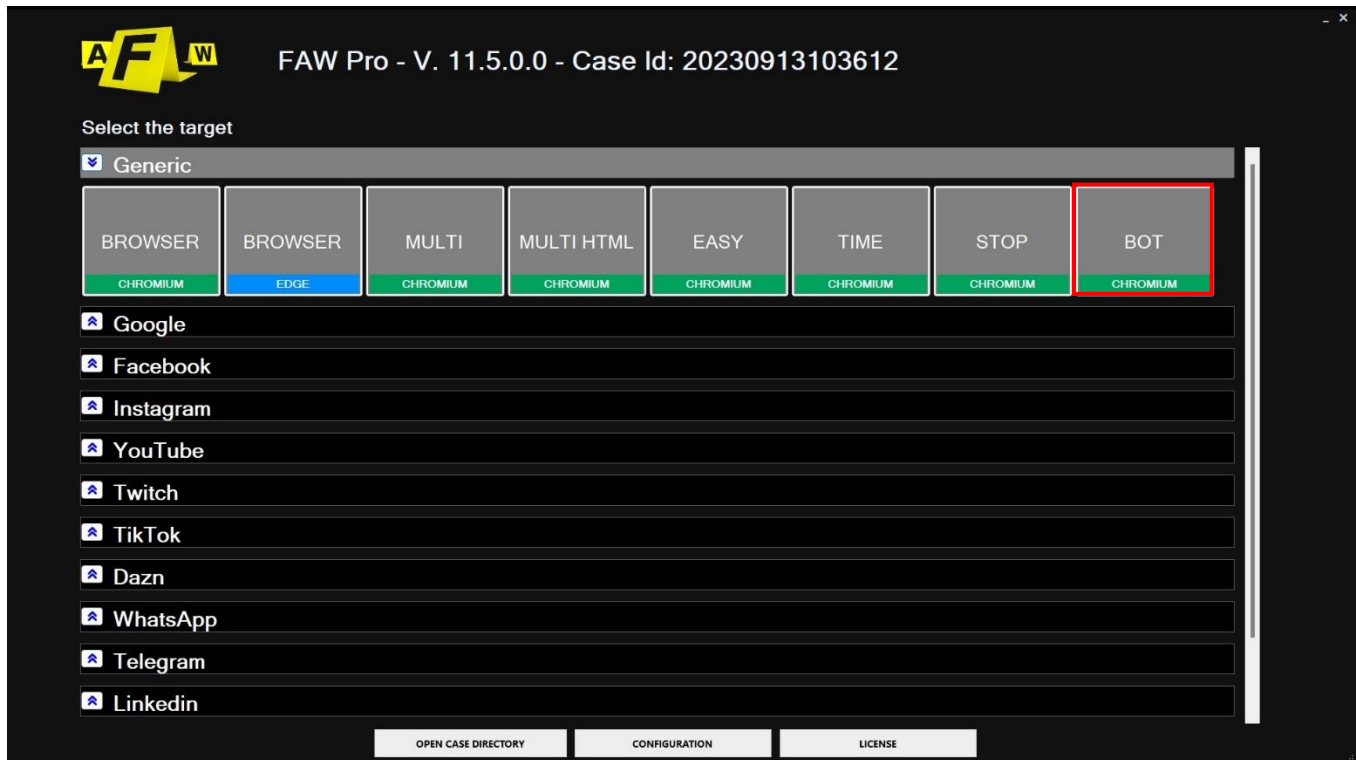 AFW
FAW Pro - V. 11.5.0.0 - Case Id: 20230913103612
Select the target
Generic
BROWSER BROWSER MULTI MULTI HTML EASY TIME STOP BOT
CHROMIUM EDGE CHROMIUM CHROMIUM CHROMIUM CHROMIUM CHROMIUM CHROMIUM
Google
Facebook
Instagram
YouTube
Twitch
TikTok
Dazn
WhatsApp
Telegram
Linkedin
OPEN CASE DIRECTORY CONFIGURATION LICENSE